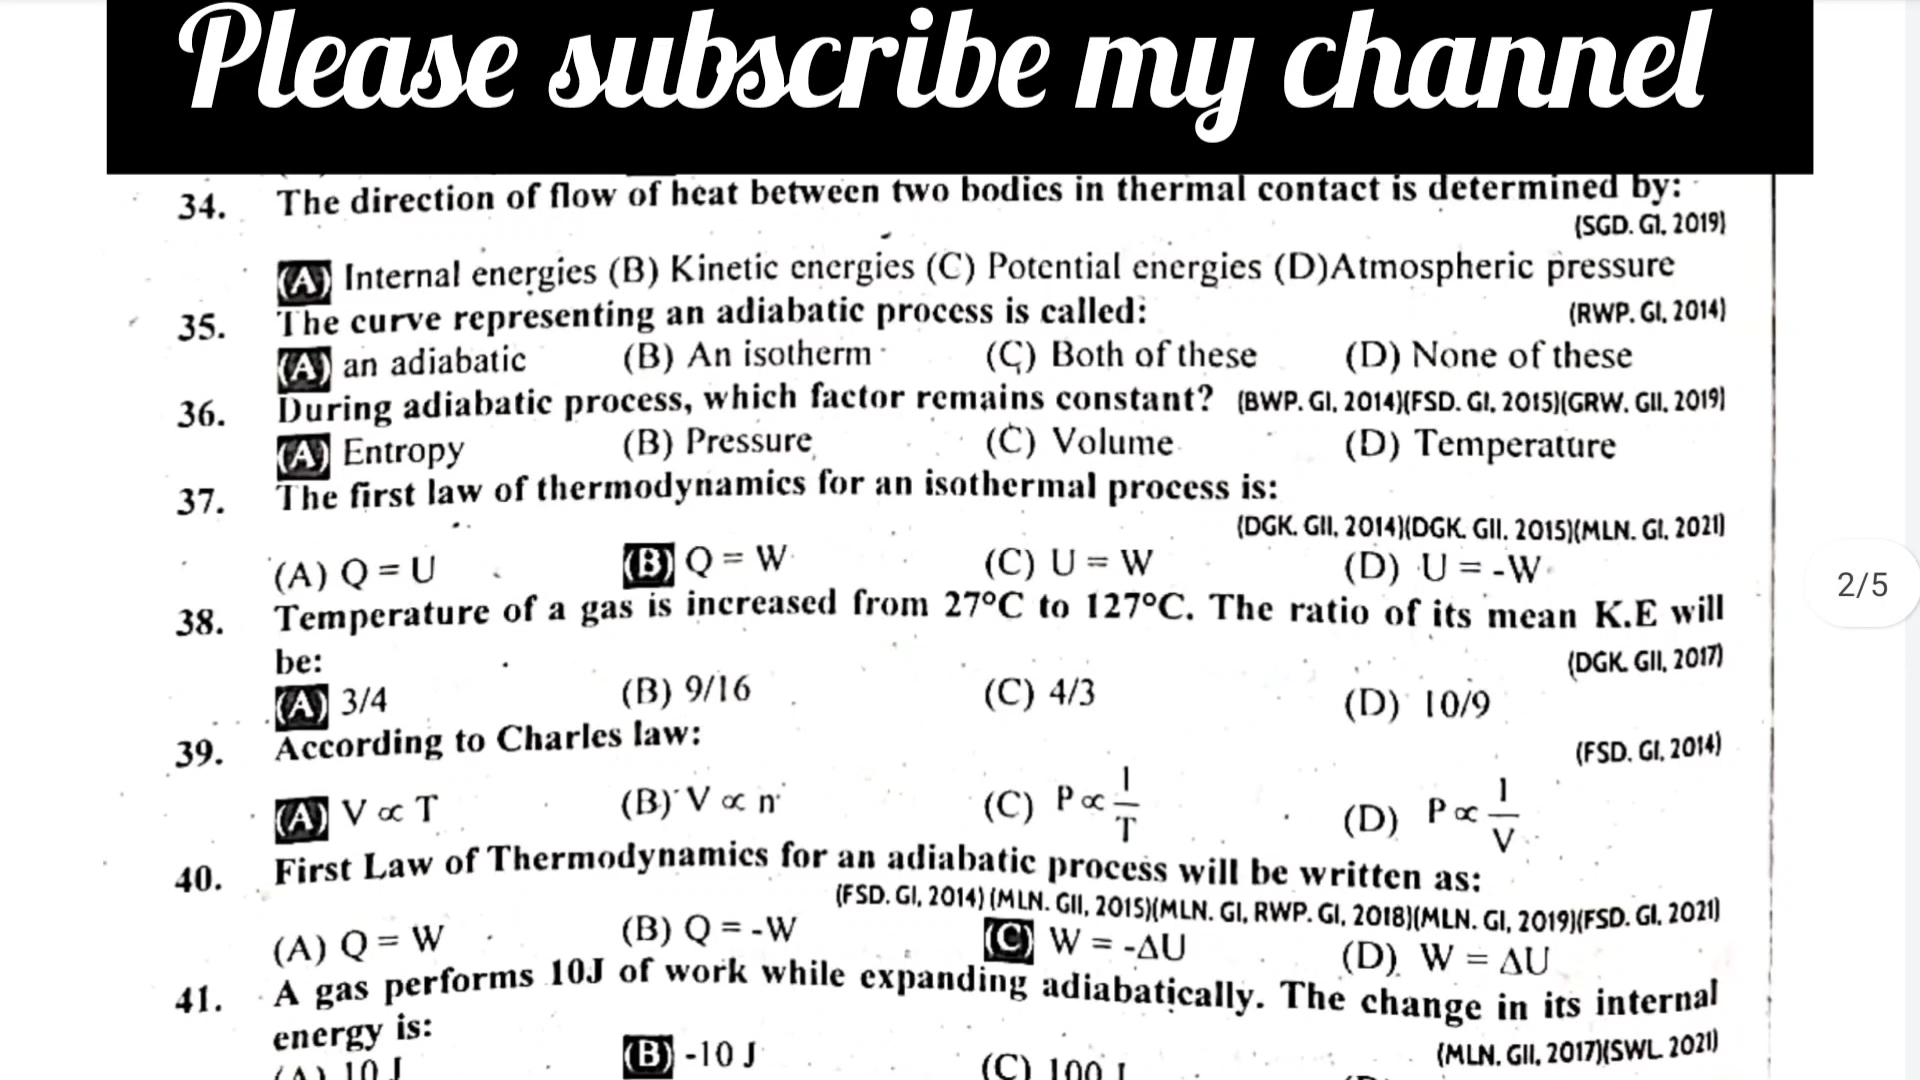 Please subscribe my channel
34. The direction of flow of heat between two bodies in thermal contact is determined by:
(SGD. GI, 2019)
(A) Internal energies (B) Kinetic energies (C) Potential energies (D)Atmospheric pressure
35. The curve representing an adiabatic process is called: (RWP. GI, 2014)
(A) an adiabatic (B) An isotherm (C) Both of these (D) None of these
36. During adiabatic process, which factor remains constant? (BWP. GI, 2014)(FSD. GI, 2015)(GRW. GII, 2019)
(A) Entropy (B) Pressure (C) Volume (D) Temperature
37. The first law of thermodynamics for an isothermal process is:
(DGK. GII, 2014)(DGK. GII, 2015)(MLN. GI, 2021)
(A) Q = U (B) Q = W (C) U = W (D) U = -W
2/5
38. Temperature of a gas is increased from 27°C to 127°C. The ratio of its mean K.E will
be: (DGK. GII, 2017)
(A) 3/4 (B) 9/16 (C) 4/3 (D) 10/9
39. According to Charles law: (FSD. GI, 2014)
(A) V ∝ T (B) V ∝ n (C) P ∝ 1/T (D) P ∝ 1/V
40. First Law of Thermodynamics for an adiabatic process will be written as:
(FSD. GI, 2014) (MLN. GII, 2015)(MLN. GI, RWP. GI, 2018)(MLN. GI, 2019)(FSD. GI, 2021)
(A) Q = W (B) Q = -W (C) W = -ΔU (D) W = ΔU
41. A gas performs 10J of work while expanding adiabatically. The change in its internal
energy is: (MLN. GII, 2017)(SWL. 2021)
(A) 10 J (B) -10 J (C) 100 J